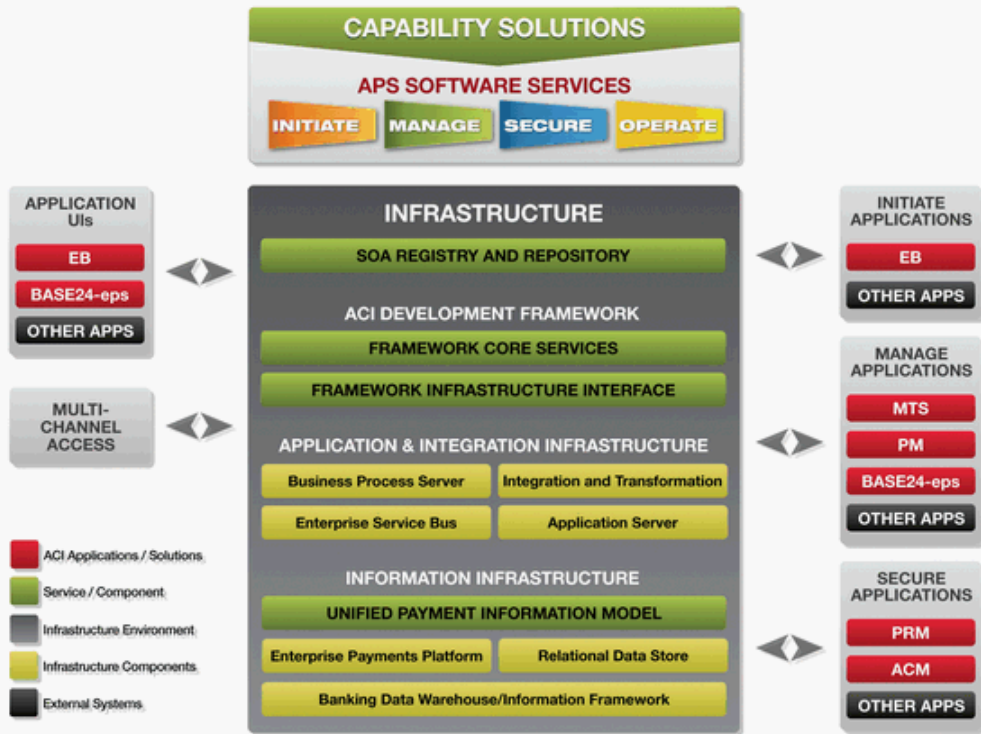 CAPABILITY SOLUTIONS
APS SOFTWARE SERVICES
INITIATE MANAGE SECURE OPERATE
APPLICATION
UIs
EB
BASE24-eps
OTHER APPS
MULTI-
CHANNEL
ACCESS
INFRASTRUCTURE
SOA REGISTRY AND REPOSITORY
ACI DEVELOPMENT FRAMEWORK
FRAMEWORK CORE SERVICES
FRAMEWORK INFRASTRUCTURE INTERFACE
APPLICATION & INTEGRATION INFRASTRUCTURE
Business Process Server
Integration and Transformation
Enterprise Service Bus
Application Server
INFORMATION INFRASTRUCTURE
UNIFIED PAYMENT INFORMATION MODEL
Enterprise Payments Platform
Relational Data Store
Banking Data Warehouse/Information Framework
INITIATE
APPLICATIONS
EB
OTHER APPS
MANAGE
APPLICATIONS
MTS
PM
BASE24-eps
OTHER APPS
SECURE
APPLICATIONS
PRM
ACM
OTHER APPS
ACI Applications / Solutions
Service / Component
Infrastructure Environment
Infrastructure Components
External Systems